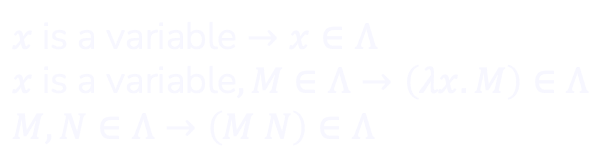 x is a variable → x ∈ Λ
x is a variable, M ∈ Λ → (λx. M) ∈ Λ
M, N ∈ Λ → (M N) ∈ Λ